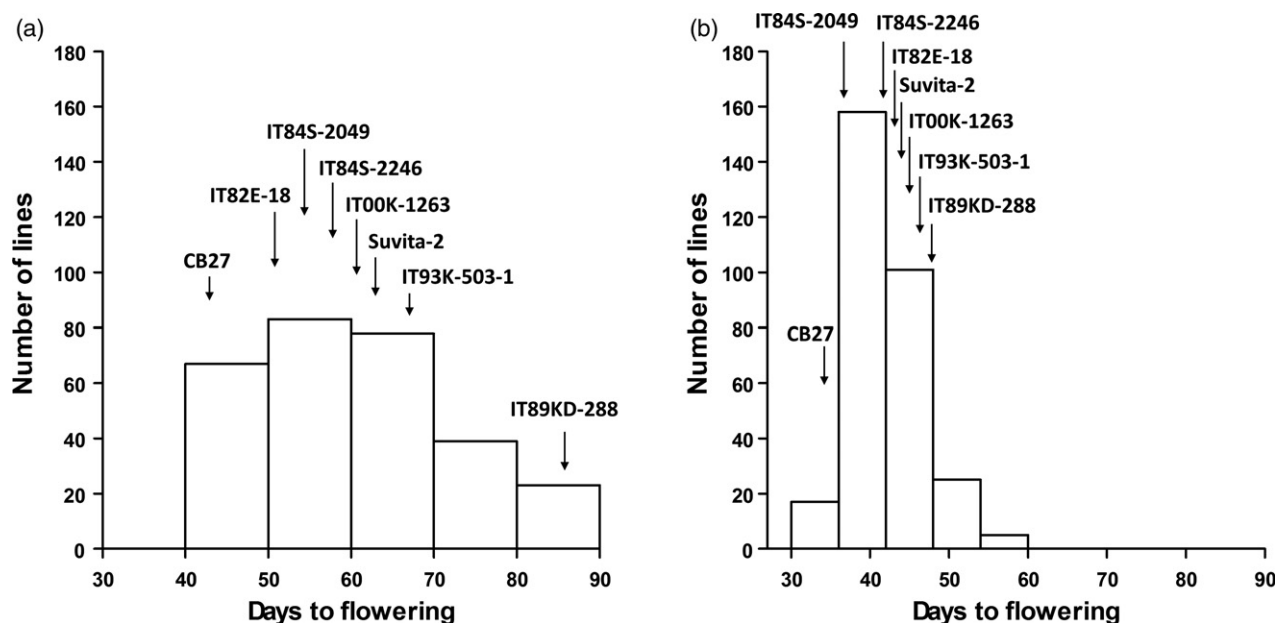 (a)
Number of lines
180
160
140
120
100
80
60
40
20
0
IT84S-2049
IT84S-2246
IT82E-18
IT00K-1263
Suvita-2
CB27
IT93K-503-1
IT89KD-288
30 40 50 60 70 80 90
Days to flowering
(b)
Number of lines
180
160
140
120
100
80
60
40
20
0
IT84S-2049
IT84S-2246
IT82E-18
Suvita-2
IT00K-1263
IT93K-503-1
IT89KD-288
CB27
30 40 50 60 70 80 90
Days to flowering